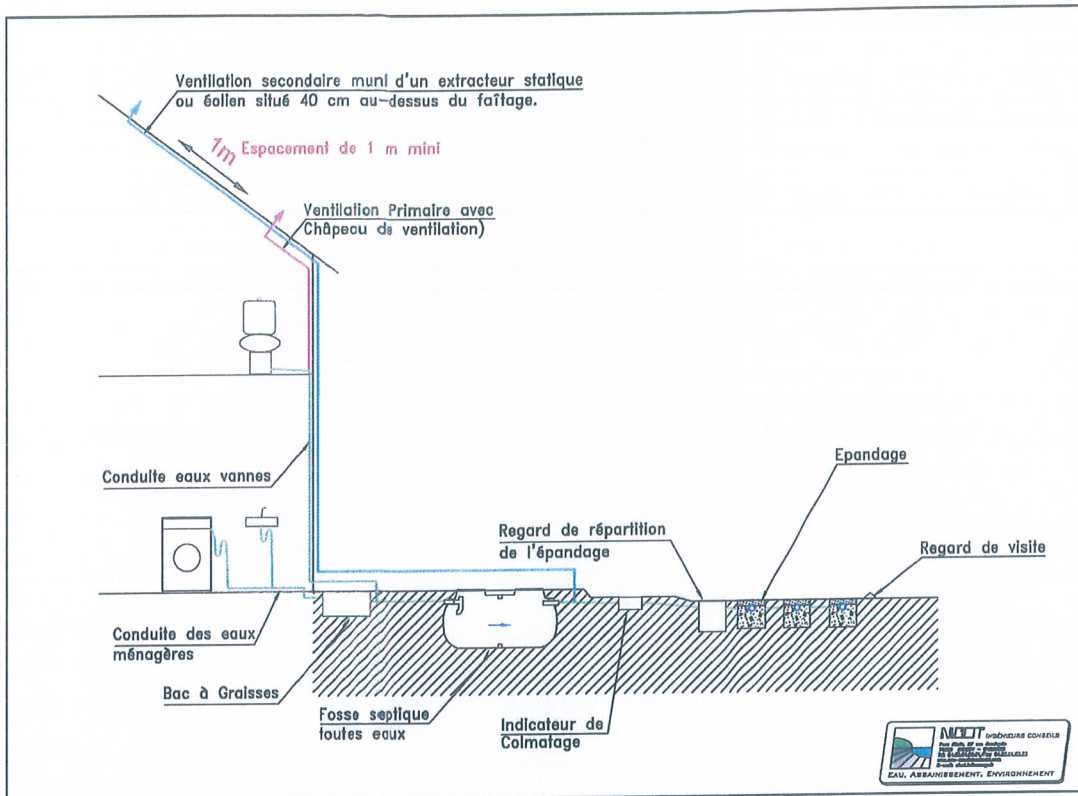 Ventilation secondaire muni d'un extracteur statique
ou éolien situé 40 cm au-dessus du faîtage.
1m
Espacement de 1 m mini
Ventilation Primaire avec
Châpeau de ventilation)
Conduite eaux vannes
Epandage
Regard de répartition
de l'épandage
Regard de visite
Conduite des eaux
ménagères
Bac à Graisses
Fosse septique
toutes eaux
Indicateur de
Colmatage
INGÉNIEURS CONSEILS
EAU, ASSAINISSEMENT, ENVIRONNEMENT